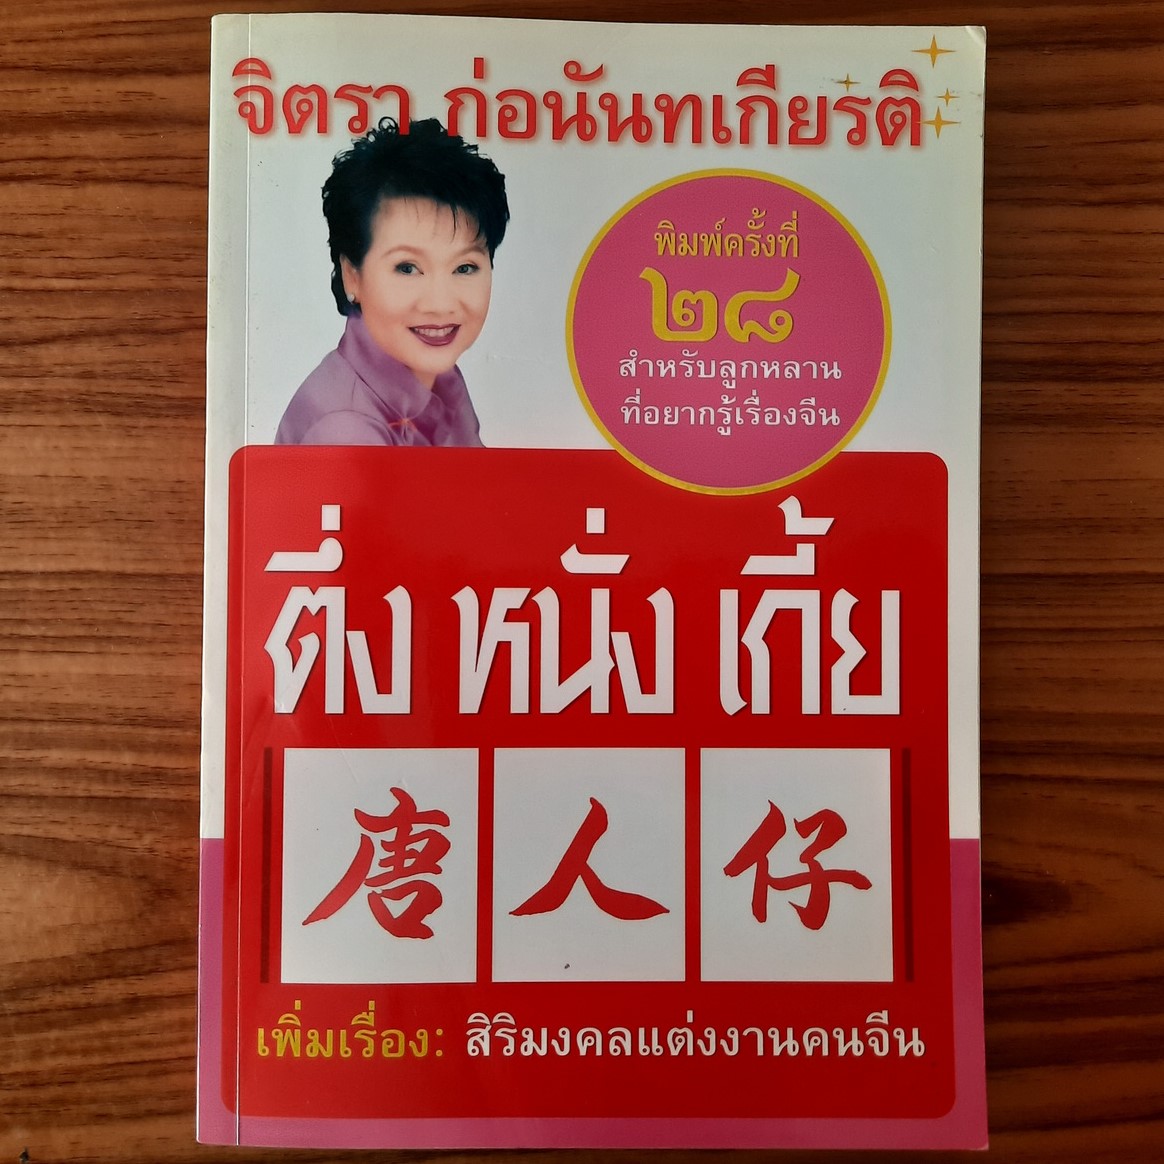 จิตรา ก่อนันทเกียรติ
พิมพ์ครั้งที่
๒๘
สำหรับลูกหลาน
ที่อยากรู้เรื่องจีน
ตึ่ง หนั่ง เกี้ย
唐人仔
เพิ่มเรื่อง: สิริมงคลแต่งงานคนจีน